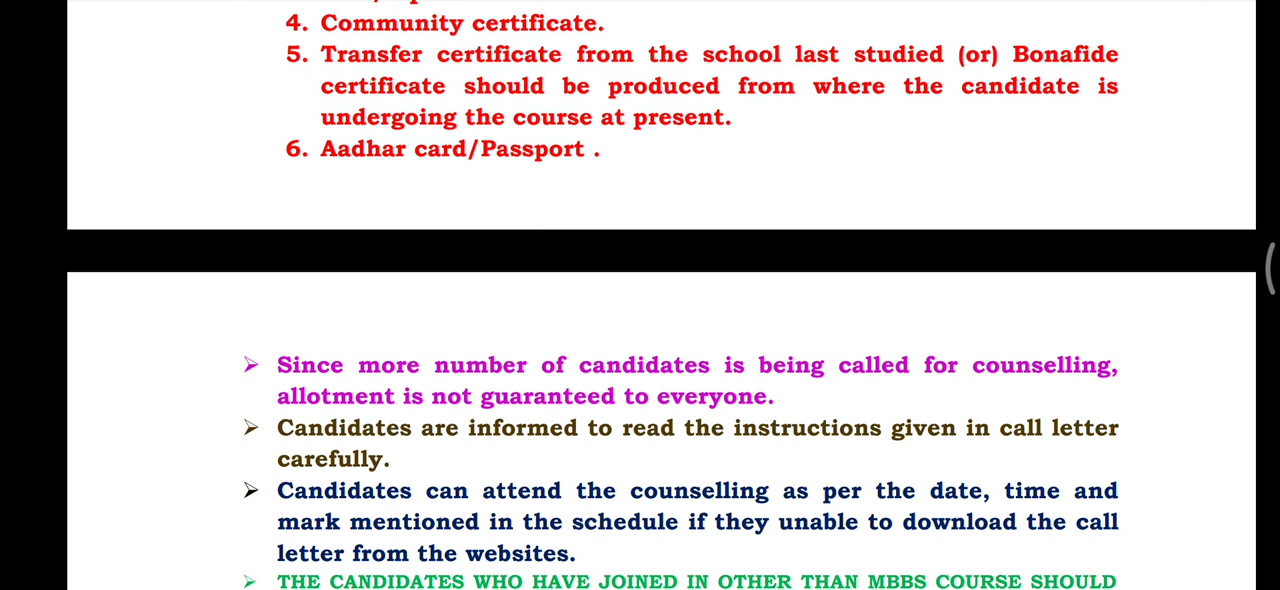 4. Community certificate.
5. Transfer certificate from the school last studied (or) Bonafide
certificate should be produced from where the candidate is
undergoing the course at present.
6. Aadhar card/Passport .
➢ Since more number of candidates is being called for counselling,
allotment is not guaranteed to everyone.
➢ Candidates are informed to read the instructions given in call letter
carefully.
➢ Candidates can attend the counselling as per the date, time and
mark mentioned in the schedule if they unable to download the call
letter from the websites.
➢ THE CANDIDATES WHO HAVE JOINED IN OTHER THAN MBBS COURSE SHOULD